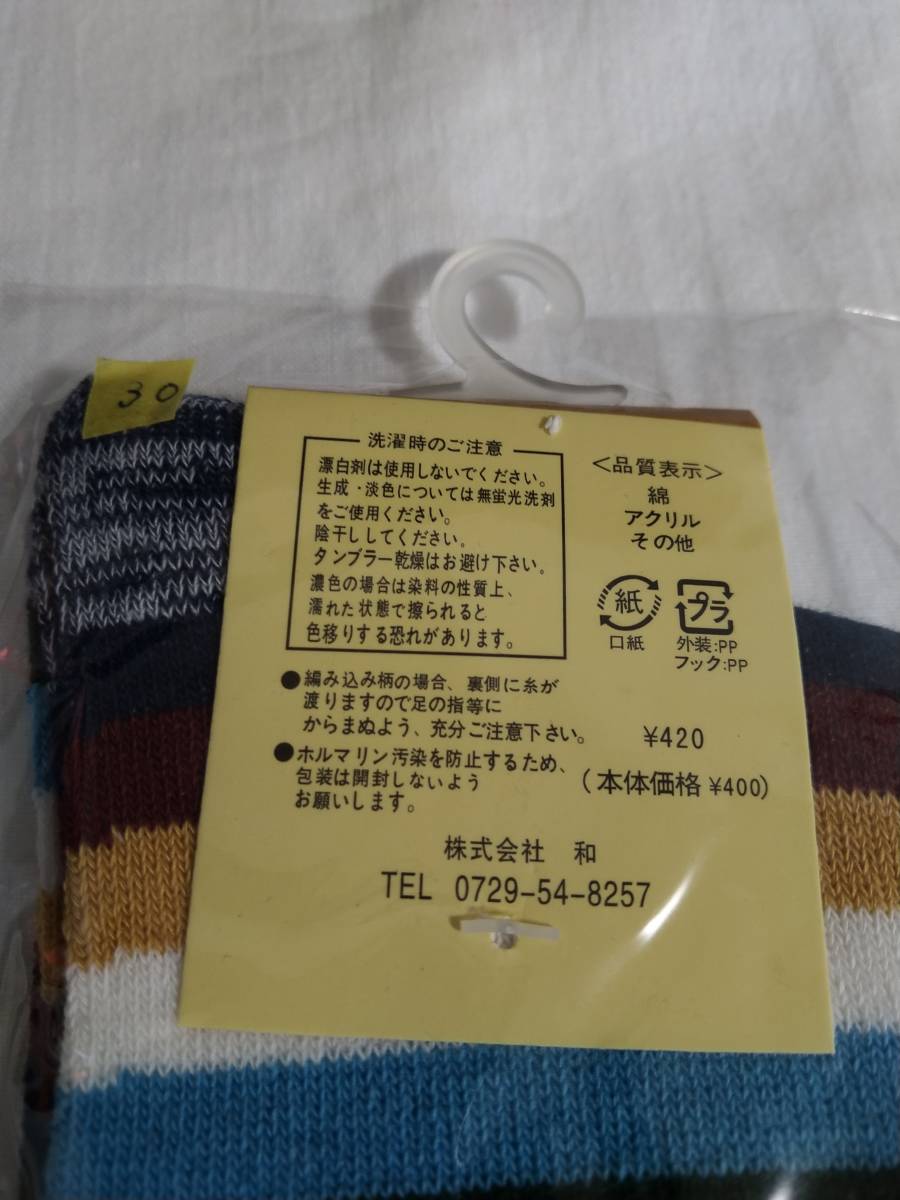 30
洗濯時のご注意
漂白剤は使用しないでください。
生成・淡色については無蛍光洗剤
をご使用ください。
陰干ししてください。
タンブラー乾燥はお避け下さい。
濃色の場合は染料の性質上、
濡れた状態で擦られると
色移りする恐れがあります。
●編み込み柄の場合、裏側に糸が
渡りますので足の指等に
からまぬよう、充分ご注意下さい。
●ホルマリン汚染を防止するため、
包装は開封しないよう
お願いします。
<品質表示>
綿
アクリル
その他
紙
口紙
プラ
外装:PP
フック:PP
¥420
(本体価格 ¥400)
株式会社 和
TEL 0729-54-8257